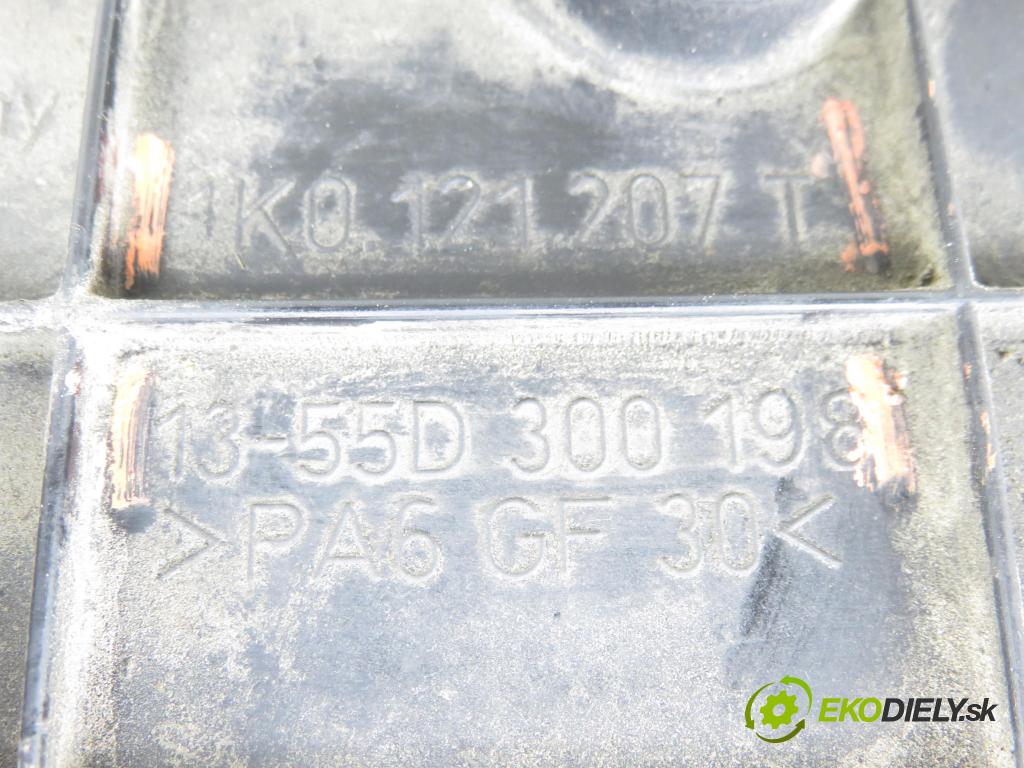 1K0.121.207 T
13-55D 300 198
>PA6 GF 30<
EKODIELY.sk